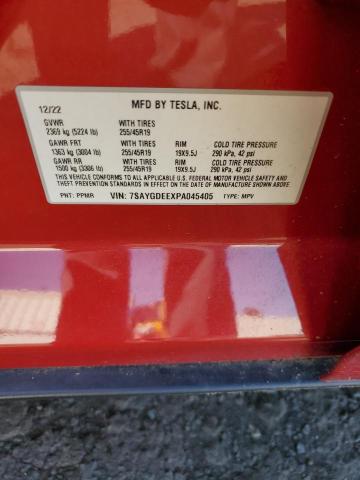 12/22 MFD BY TESLA, INC.
GVWR WITH TIRES
2369 kg (5224 lb) 255/45R19
GAWR FRT WITH TIRES RIM COLD TIRE PRESSURE
1363 kg (3004 lb) 255/45R19 19X9.5J 290 kPa, 42 psi
GAWR RR WITH TIRES RIM COLD TIRE PRESSURE
1500 kg (3306 lb) 255/45R19 19X9.5J 290 kPa, 42 psi
THIS VEHICLE CONFORMS TO ALL APPLICABLE U.S. FEDERAL MOTOR VEHICLE SAFETY AND
THEFT PREVENTION STANDARDS IN EFFECT ON THE DATE OF MANUFACTURE SHOWN ABOVE.
PNT: PPMR VIN: 7SAYGDEEXPA045405 TYPE: MPV